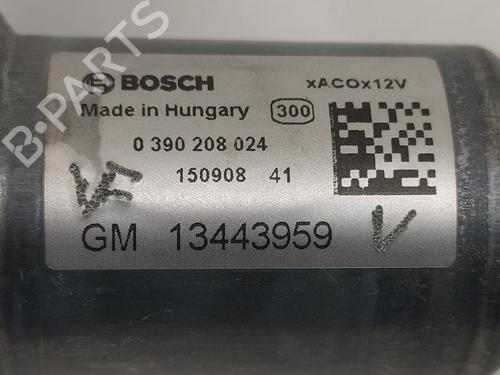 BOSCH xACOx12V
Made in Hungary 300
0 390 208 024
150908 41
GM 13443959
V
B-PARTS